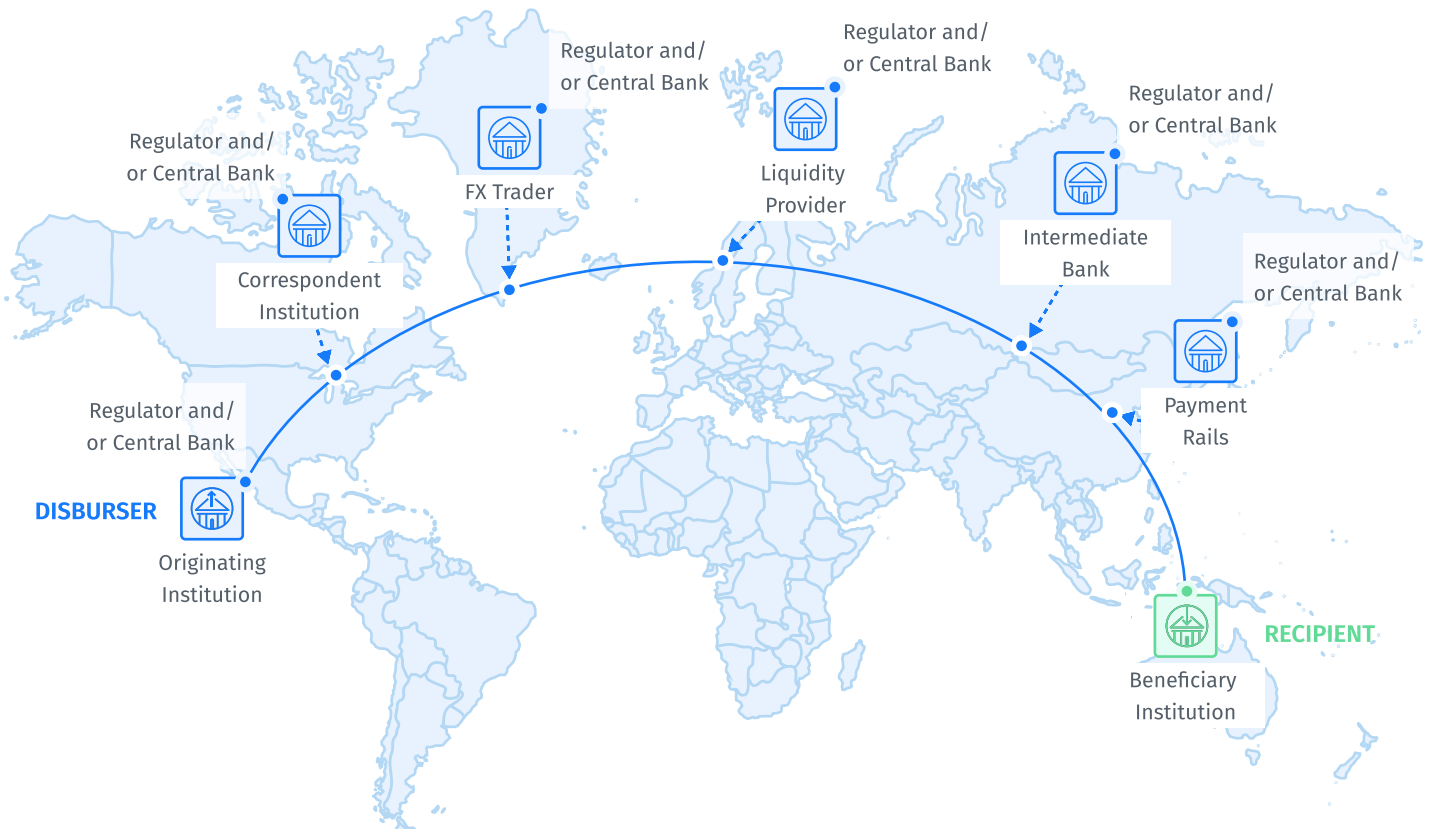 Regulator and/
or Central Bank
FX Trader
Regulator and/
or Central Bank
Liquidity
Provider
Regulator and/
or Central Bank
Intermediate
Bank
Regulator and/
or Central Bank
Correspondent
Institution
Regulator and/
or Central Bank
Payment
Rails
Regulator and/
or Central Bank
DISBURSER
Originating
Institution
RECIPIENT
Beneficiary
Institution